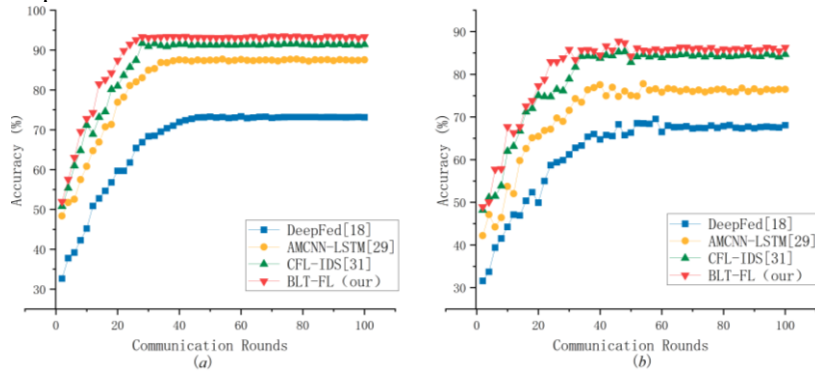 100
90
80
70
60
50
40
30
Accuracy (%)
0
20
40
60
80
100
Communication Rounds
(a)
DeepFed[18]
AMCNN-LSTM[29]
CFL-IDS[31]
BLT-FL (our)
90
80
70
60
50
40
30
Accuracy (%)
0
20
40
60
80
100
Communication Rounds
(b)
DeepFed[18]
AMCNN-LSTM[29]
CFL-IDS[31]
BLT-FL (our)